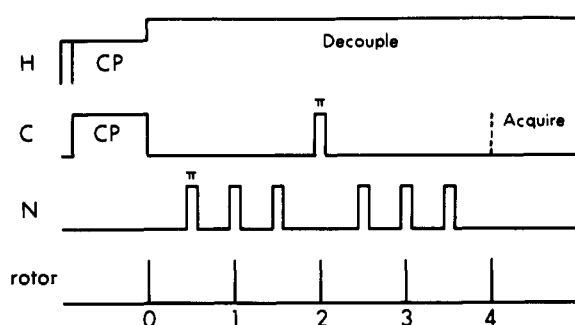 H
CP
Decouple
C
CP
π
Acquire
N
π
rotor
0 1 2 3 4